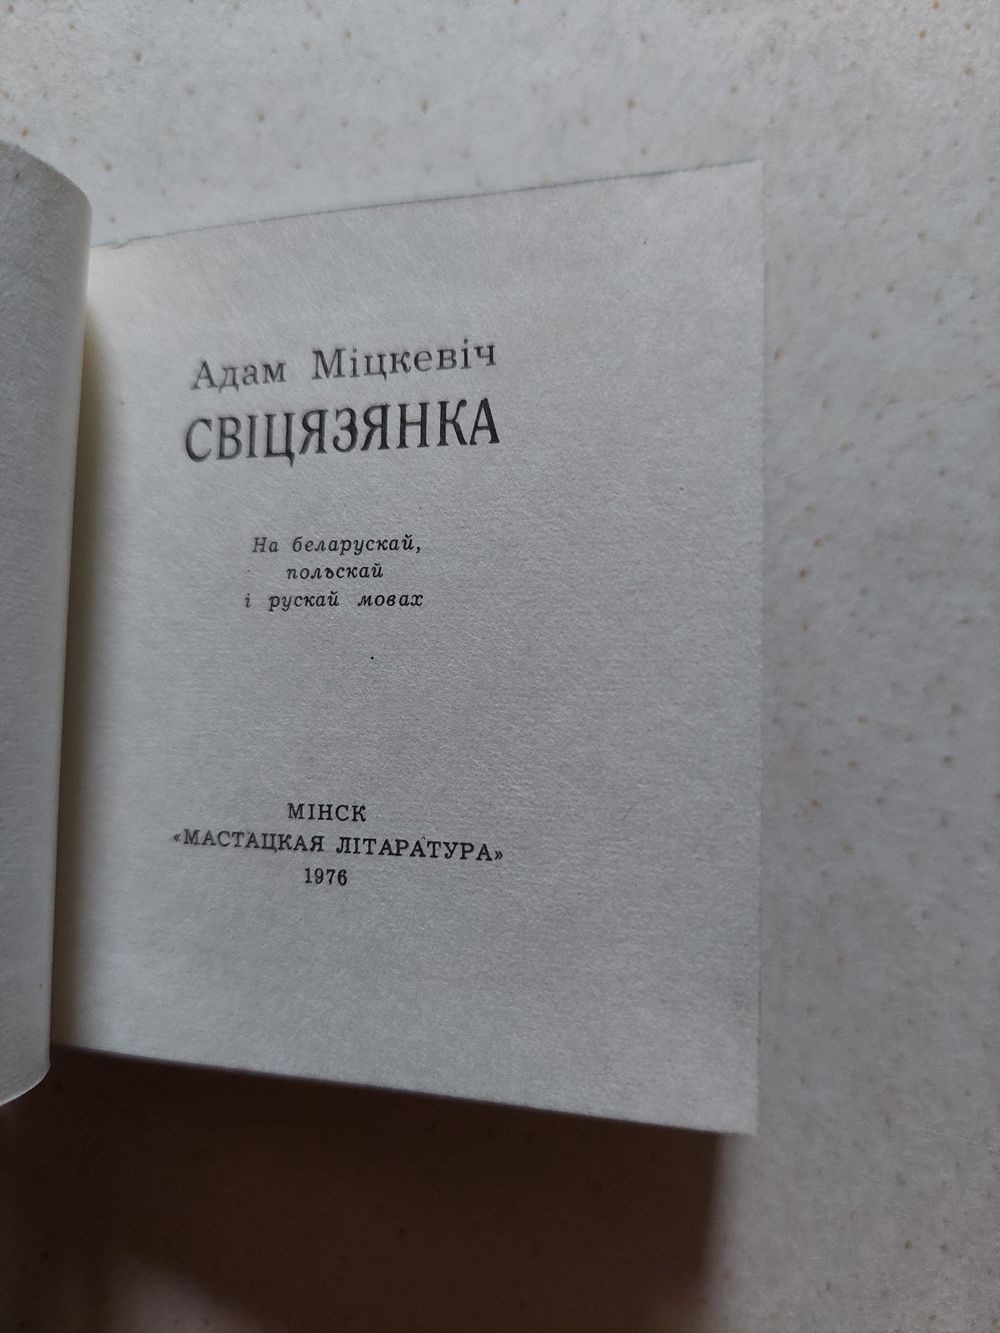 Адам Міцкевіч
СВІЦЯЗЯНКА
На беларускай,
польскай
і рускай мовах
МІНСК
«МАСТАЦКАЯ ЛІТАРАТУРА»
1976